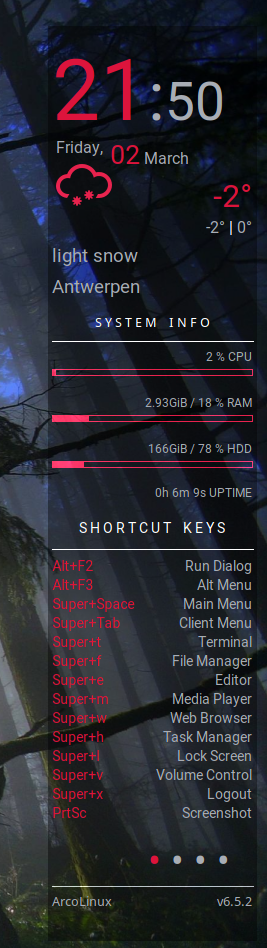 21:50
Friday, 02 March
-2°
-2° | 0°
light snow
Antwerpen
SYSTEM INFO
2 % CPU
2.93GiB / 18 % RAM
166GiB / 78 % HDD
0h 6m 9s UPTIME
SHORTCUT KEYS
Alt+F2 Run Dialog
Alt+F3 Alt Menu
Super+Space Main Menu
Super+Tab Client Menu
Super+t Terminal
Super+f File Manager
Super+e Editor
Super+m Media Player
Super+w Web Browser
Super+h Task Manager
Super+l Lock Screen
Super+v Volume Control
Super+x Logout
PrtSc Screenshot
ArcoLinux v6.5.2